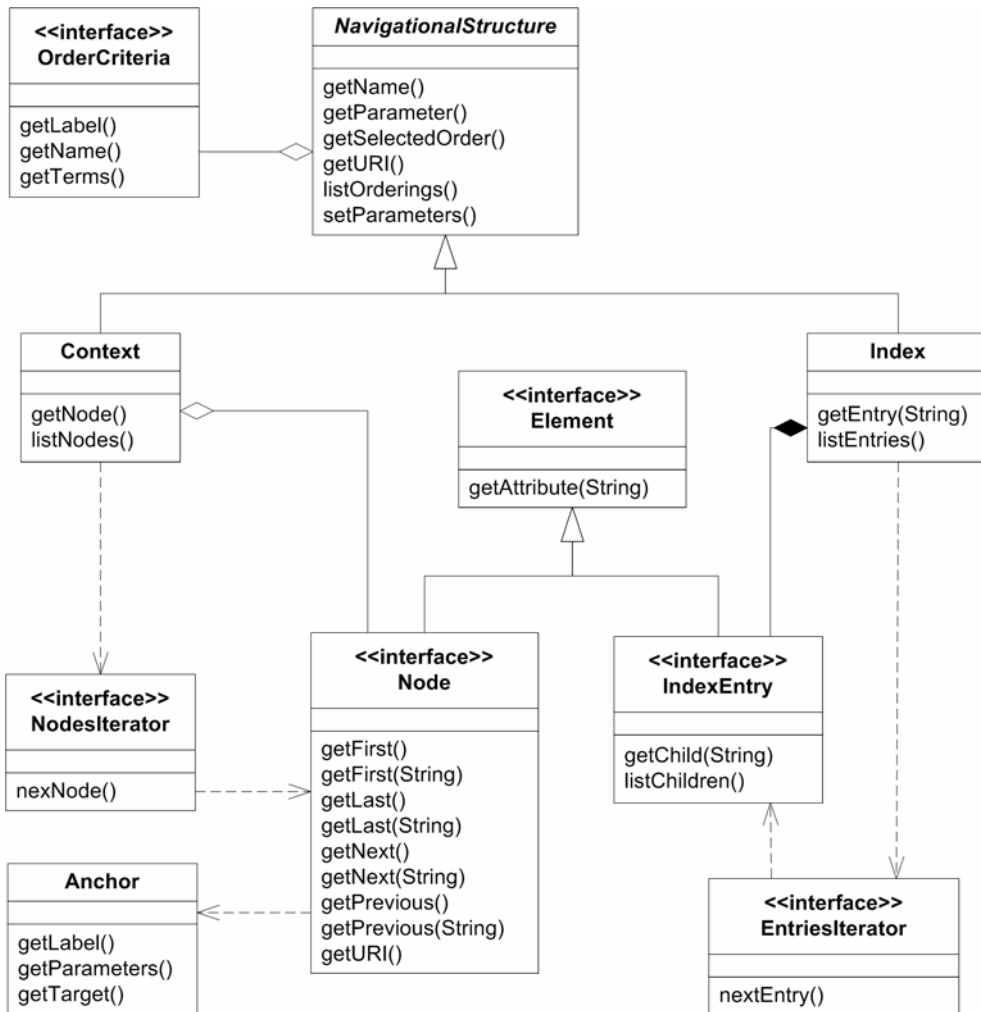 <<interface>>
OrderCriteria
getLabel()
getName()
getTerms()
NavigationalStructure
getName()
getParameter()
getSelectedOrder()
getURI()
listOrderings()
setParameters()
Context
getNode()
listNodes()
<<interface>>
Element
getAttribute(String)
Index
getEntry(String)
listEntries()
<<interface>>
NodesIterator
nexNode()
<<interface>>
Node
getFirst()
getFirst(String)
getLast()
getLast(String)
getNext()
getNext(String)
getPrevious()
getPrevious(String)
getURI()
<<interface>>
IndexEntry
getChild(String)
listChildren()
Anchor
getLabel()
getParameters()
getTarget()
<<interface>>
EntriesIterator
nextEntry()